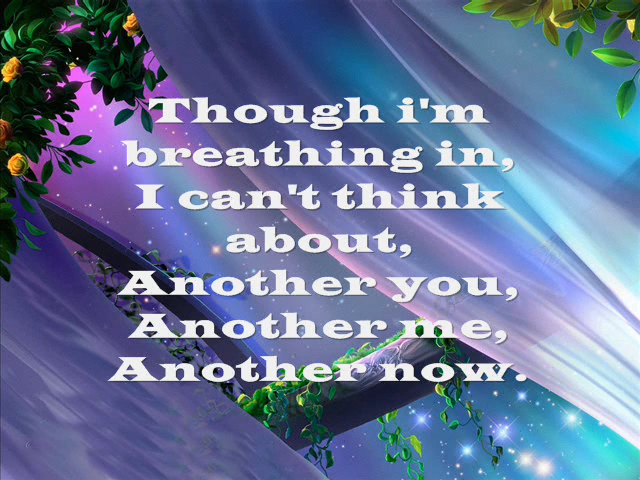 Though i'm
breathing in,
I can't think
about,
Another you,
Another me,
Another now.